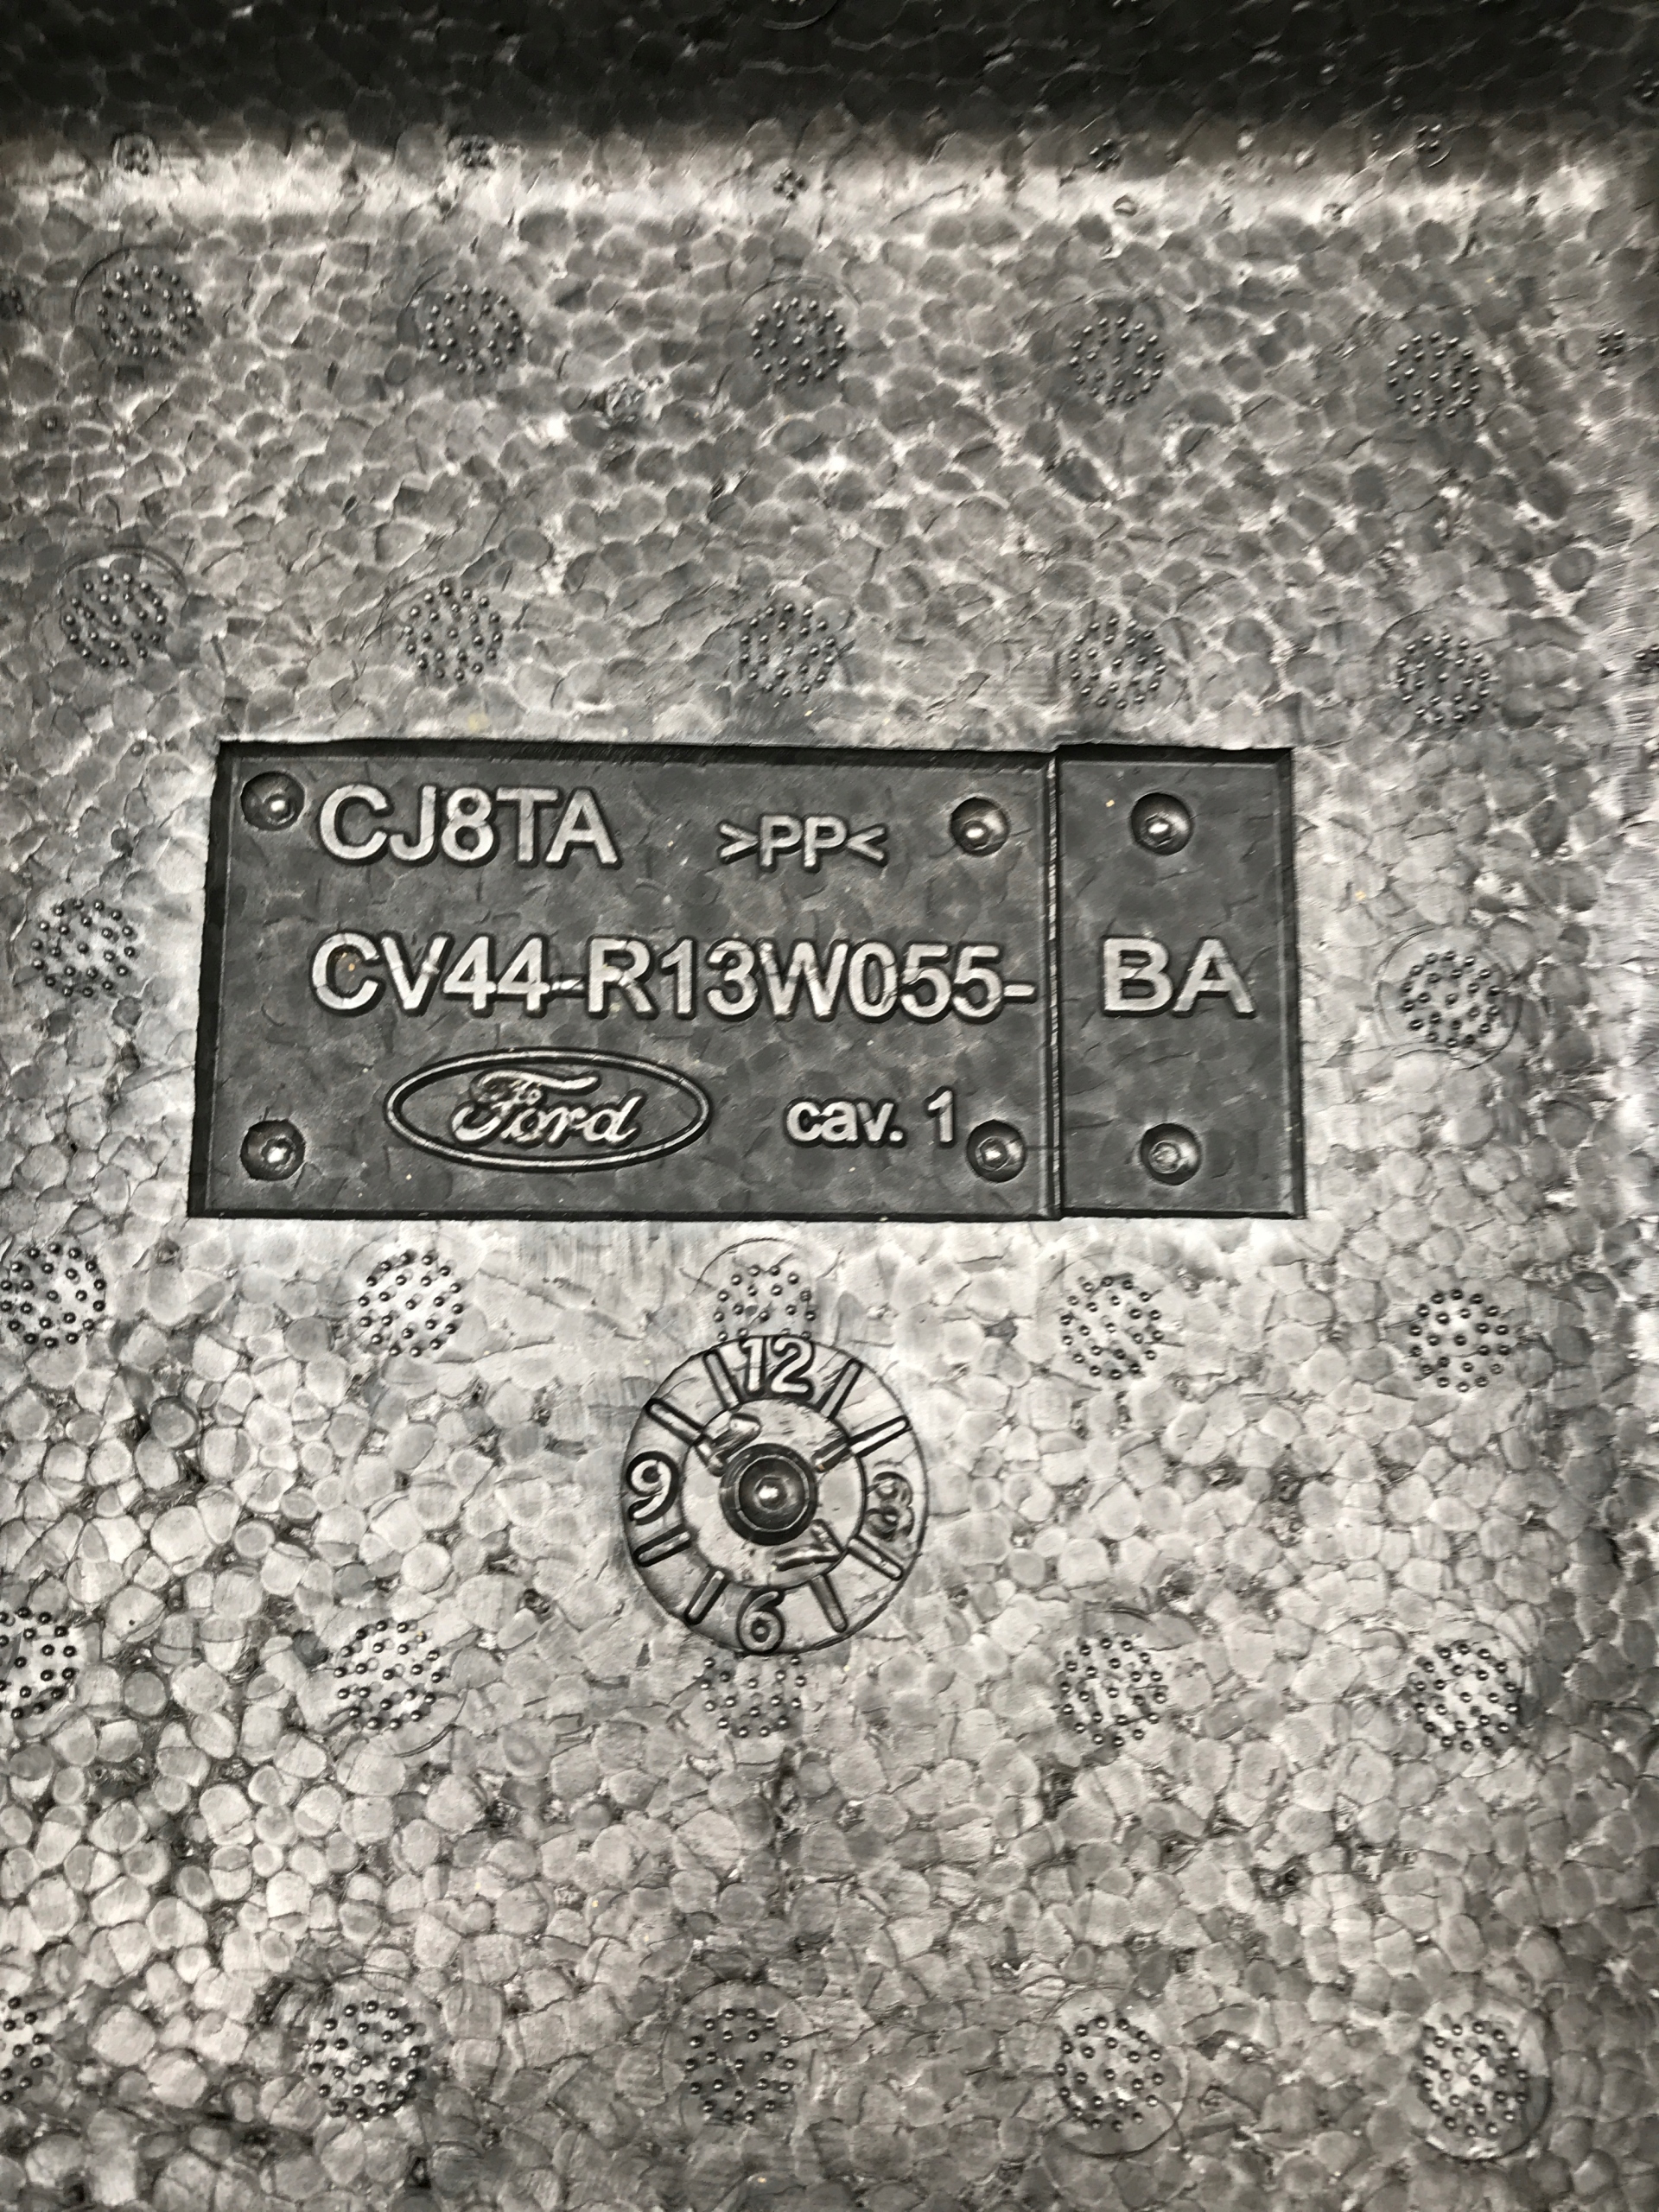 CJ8TA >PP<
CV44-R13W055- BA
Ford cav. 1
12
9
6